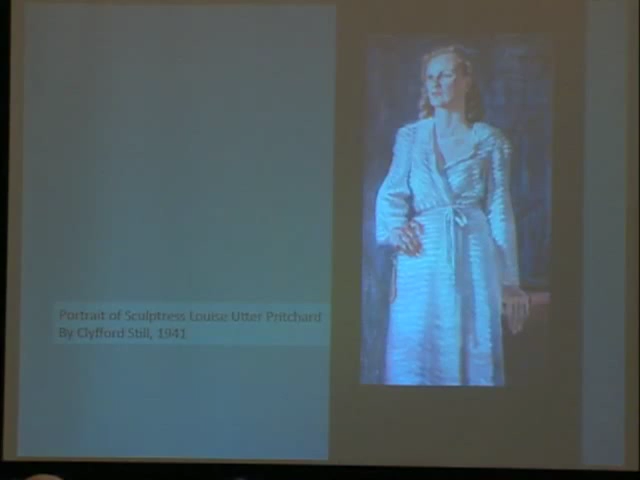 Portrait of Sculptress Louise Utter Pritchard
By Clyfford Still, 1941